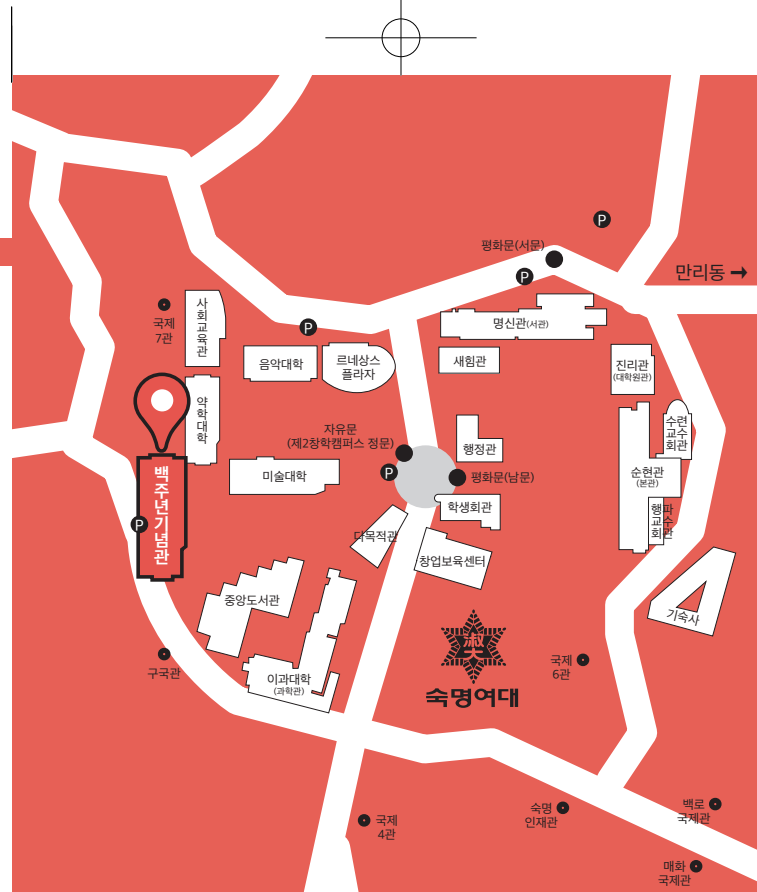 P
평화문(서문)
P
만리동 →
사
회
교
육
관
국제
7관
P
명신관(서관)
음악대학
르네상스
플라자
새힘관
진리관
(대학원관)
약
학
대
학
자유문
(제2창학캠퍼스 정문)
수련
교수
회관
행정관
백
주
년
기
념
관
P
미술대학
P
평화문(남문)
순헌관
(본관)
학생회관
행파
교수
회관
다목적관
창업보육센터
중앙도서관
기숙사
구국관
이과대학
(과학관)
숙명여대
국제
6관
국제
4관
숙명
인재관
백로
국제관
매화
국제관